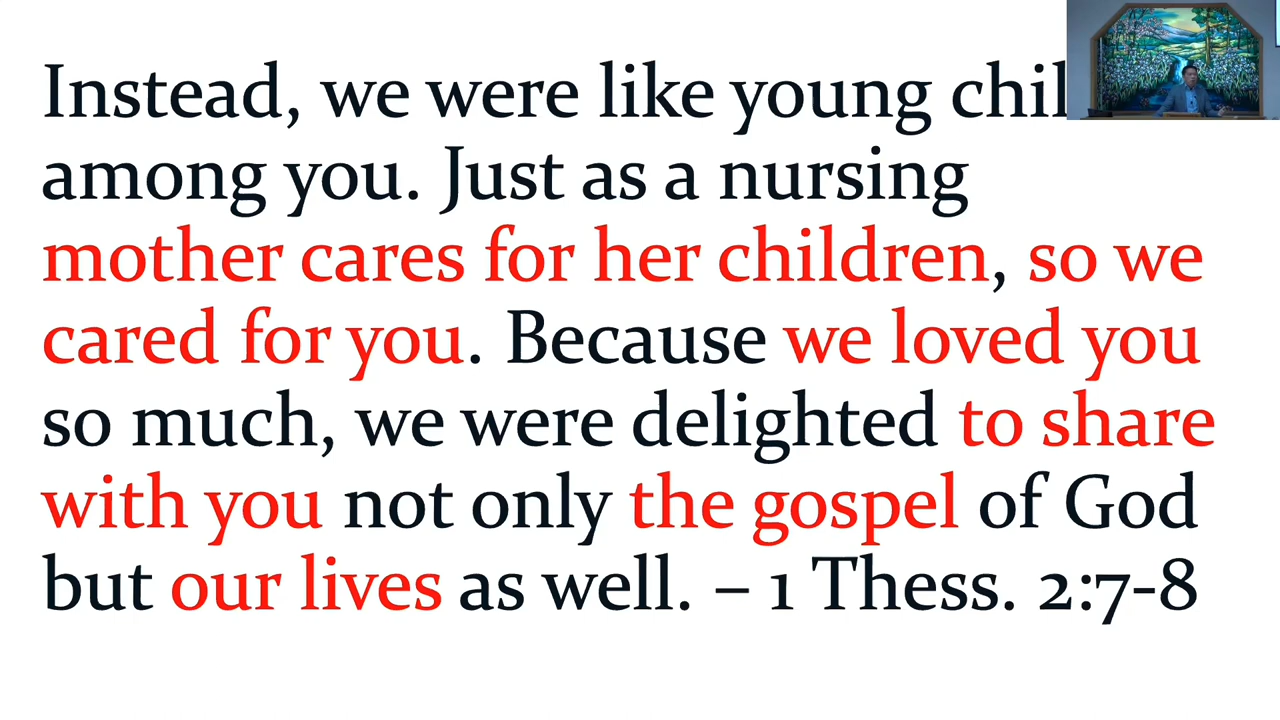 Instead, we were like young chil
among you. Just as a nursing
mother cares for her children, so we
cared for you. Because we loved you
so much, we were delighted to share
with you not only the gospel of God
but our lives as well. – 1 Thess. 2:7-8